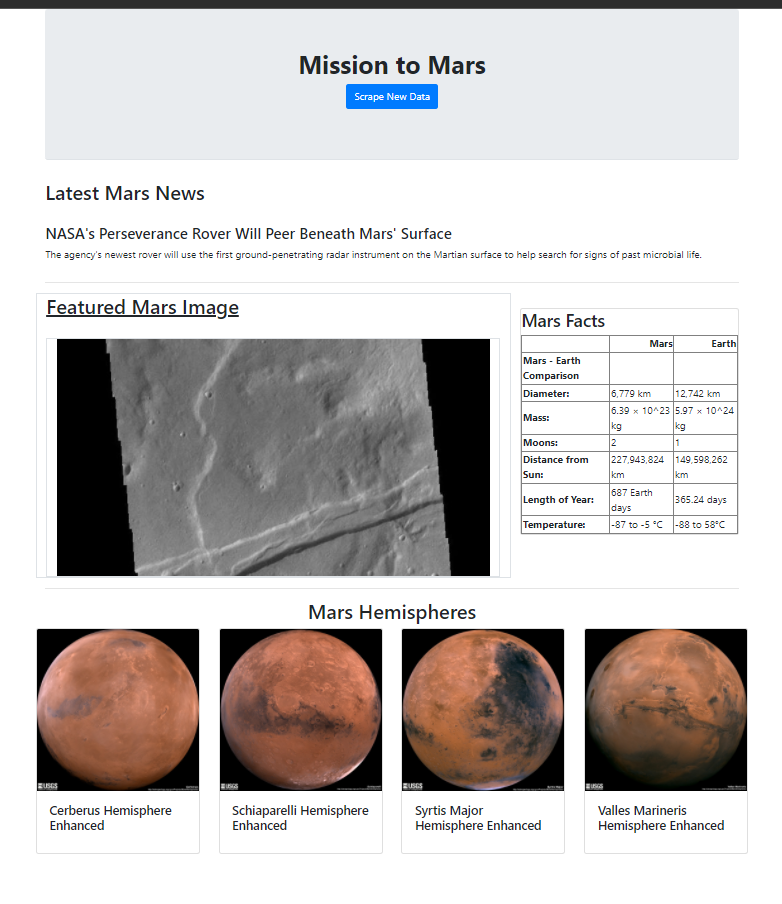 Mission to Mars
Scrape New Data
Latest Mars News
NASA's Perseverance Rover Will Peer Beneath Mars' Surface
The agency's newest rover will use the first ground-penetrating radar instrument on the Martian surface to help search for signs of past microbial life.
Featured Mars Image
Mars Facts
Mars Earth
Mars - Earth
Comparison
Diameter: 6,779 km 12,742 km
Mass: 6.39 × 10^23 kg 5.97 × 10^24 kg
Moons: 2 1
Distance from Sun: 227,943,824 km 149,598,262 km
Length of Year: 687 Earth days 365.24 days
Temperature: -87 to -5 °C -88 to 58°C
Mars Hemispheres
USGS USGS USGS USGS
Cerberus Hemisphere
Enhanced
Schiaparelli Hemisphere
Enhanced
Syrtis Major
Hemisphere Enhanced
Valles Marineris
Hemisphere Enhanced